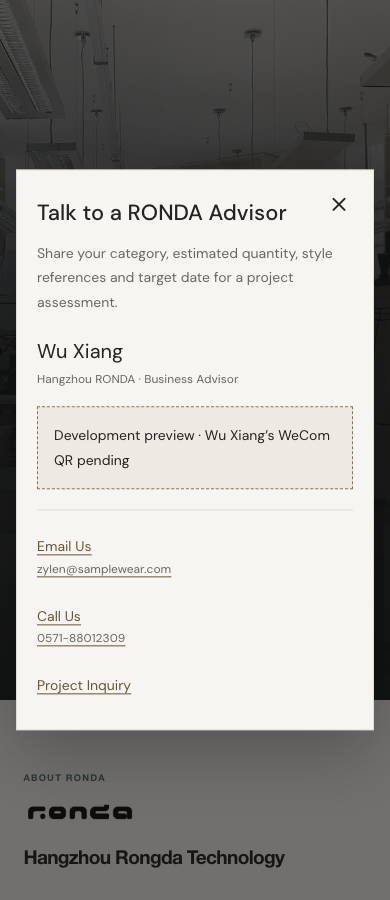 Talk to a RONDA Advisor
Share your category, estimated quantity, style
references and target date for a project
assessment.
Wu Xiang
Hangzhou RONDA · Business Advisor
Development preview · Wu Xiang’s WeCom
QR pending
Email Us
zylen@samplewear.com
Call Us
0571-88012309
Project Inquiry
ABOUT RONDA
ronda
Hangzhou Rongda Technology